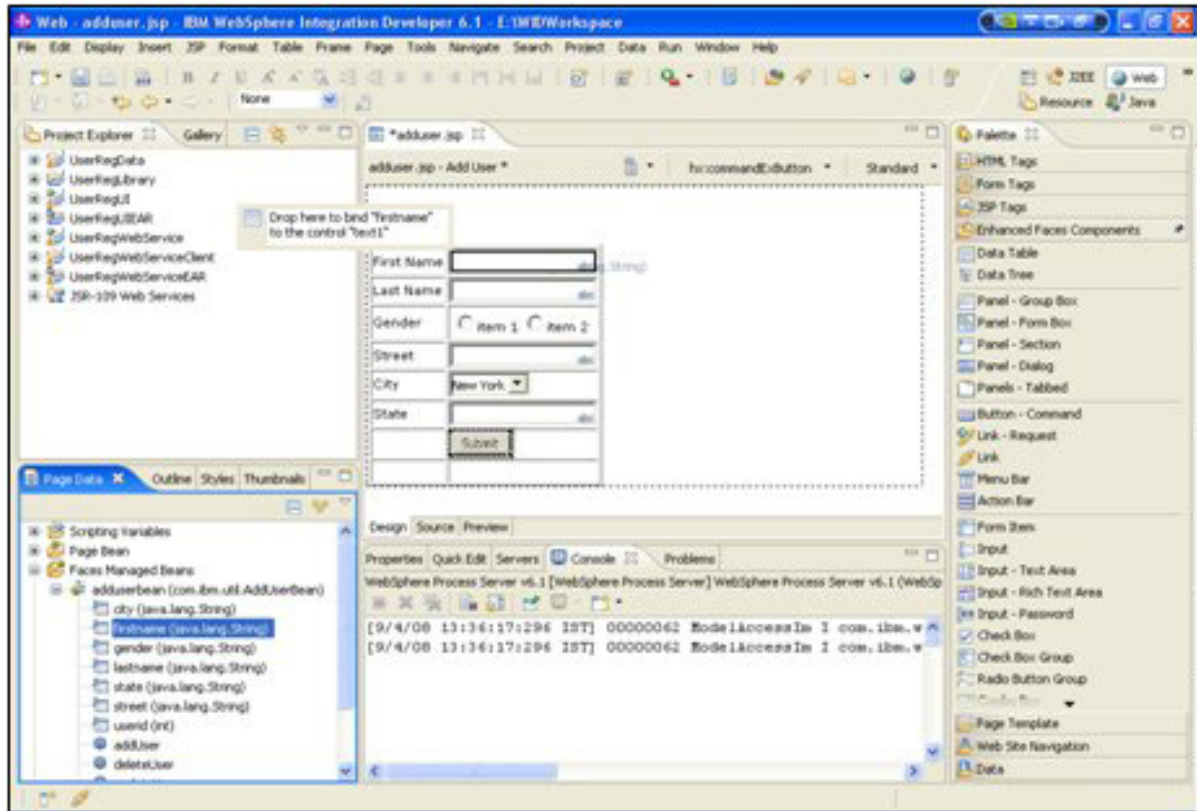 Web - adduser.jsp - IBM WebSphere Integration Developer 6.1 - E:\WID\Workspace
File Edit Display Insert JSP Format Table Frame Page Tools Navigate Search Project Data Run Window Help
None
J2EE Web
Resource Java
Project Explorer Gallery
UserRegData
UserRegLibrary
UserRegUI
UserRegUIEAR
UserRegWebService
UserRegWebServiceClient
UserRegWebServiceEAR
JSR-109 Web Services
*adduser.jsp
adduser.jsp - Add User * hx:commandExButton Standard
Drop here to bind "firstname"
to the control "text1"
First Name
Last Name abc
Gender item 1 item 2
Street abc
City New York
State abc
Submit
Design Source Preview
Page Data Outline Styles Thumbnails
Scripting Variables
Page Bean
Faces Managed Beans
adduserbean (com.ibm.util.AddUserBean)
city (java.lang.String)
firstname (java.lang.String)
gender (java.lang.String)
lastname (java.lang.String)
state (java.lang.String)
street (java.lang.String)
userid (int)
addUser
deleteUser
Properties Quick Edit Servers Console Problems
WebSphere Process Server v6.1 [WebSphere Process Server] WebSphere Process Server v6.1 (WebSp
[9/4/08 13:36:17:296 IST] 00000062 ModelAccessIm I com.ibm.w
[9/4/08 13:36:17:296 IST] 00000062 ModelAccessIm I com.ibm.w
Palette
HTML Tags
Form Tags
JSP Tags
Enhanced Faces Components
Data Table
Data Tree
Panel - Group Box
Panel - Form Box
Panel - Section
Panel - Dialog
Panels - Tabbed
Button - Command
Link - Request
Link
Menu Bar
Action Bar
Form Item
Input
Input - Text Area
Input - Rich Text Area
Input - Password
Check Box
Check Box Group
Radio Button Group
Page Template
Web Site Navigation
Data